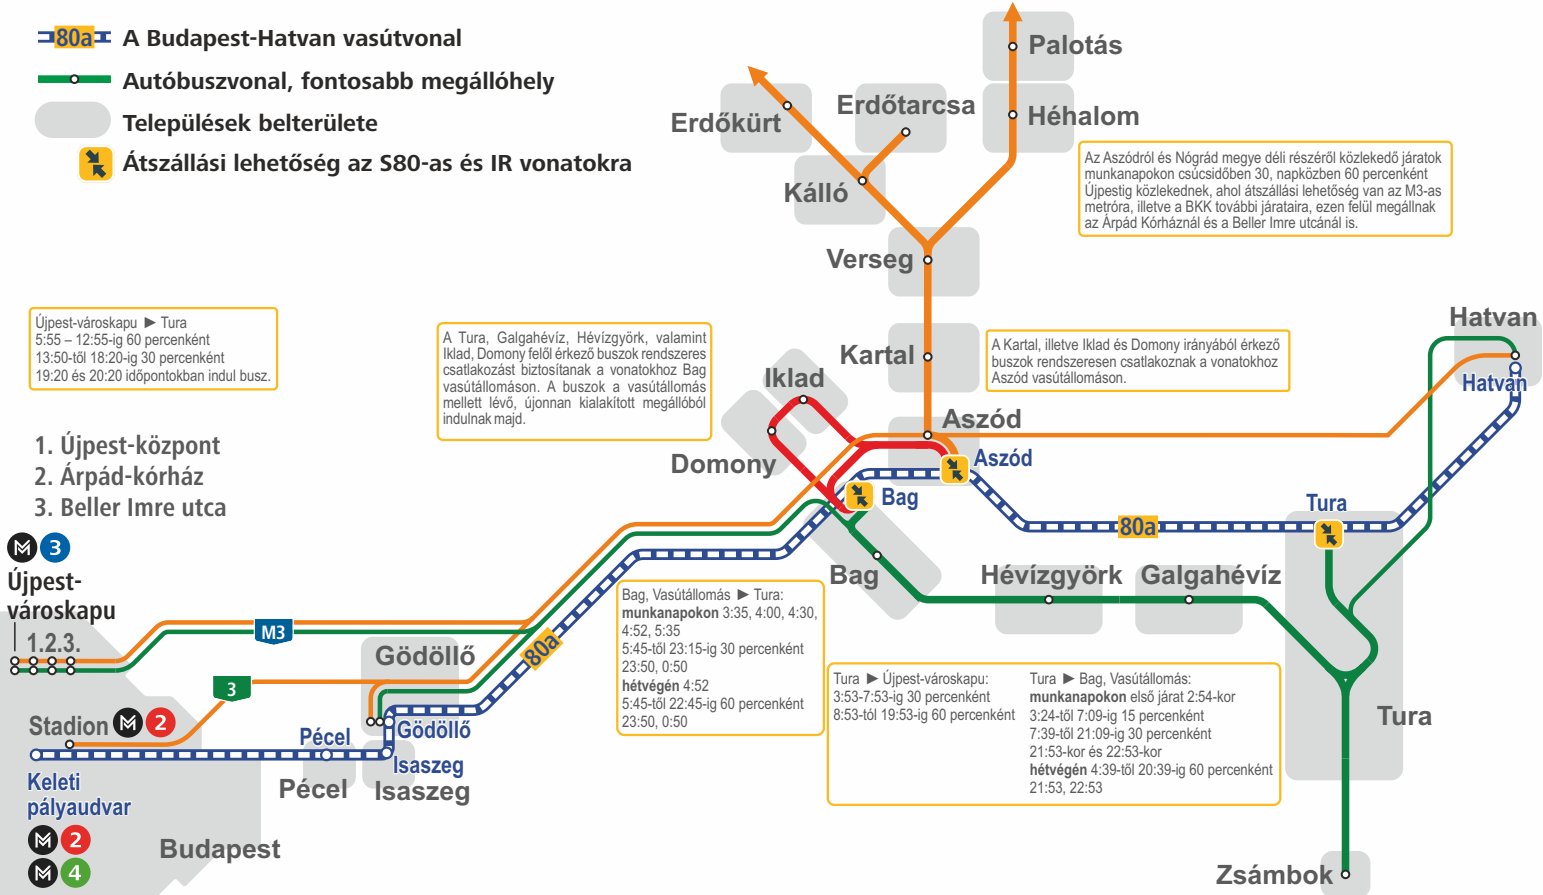 80a A Budapest-Hatvan vasútvonal
Autóbuszvonal, fontosabb megállóhely
Települések belterülete
Átszállási lehetőség az S80-as és IR vonatokra
Palotás
Erdőtarcsa
Héhalom
Erdőkürt
Kálló
Az Aszódról és Nógrád megye déli részéről közlekedő járatok
munkanapokon csúcsidőben 30, napközben 60 percenként
Újpestig közlekednek, ahol átszállási lehetőség van az M3-as
metróra, illetve a BKK további járataira, ezen felül megállnak
az Árpád Kórháznál és a Beller Imre utcánál is.
Verseg
Újpest-városkapu ► Tura
5:55 – 12:55-ig 60 percenként
13:50-től 18:20-ig 30 percenként
19:20 és 20:20 időpontokban indul busz.
A Tura, Galgahévíz, Hévízgyörk, valamint
Iklad, Domony felől érkező buszok rendszeres
csatlakozást biztosítanak a vonatokhoz Bag
vasútállomáson. A buszok a vasútállomás
mellett lévő, újonnan kialakított megállóból
indulnak majd.
Kartal
A Kartal, illetve Iklad és Domony irányából érkező
buszok rendszeresen csatlakoznak a vonatokhoz
Aszód vasútállomáson.
Hatvan
Hatvan
Iklad
Domony
Aszód
Aszód
Bag
Tura
80a
1. Újpest-központ
2. Árpád-kórház
3. Beller Imre utca
M 3
Újpest-
városkapu
1.2.3.
M3
Bag
Hévízgyörk
Galgahévíz
80a
Bag, Vasútállomás ► Tura:
munkanapokon 3:35, 4:00, 4:30,
4:52, 5:35
5:45-től 23:15-ig 30 percenként
23:50, 0:50
hétvégén 4:52
5:45-től 22:45-ig 60 percenként
23:50, 0:50
Gödöllő
3
Tura ► Újpest-városkapu:
3:53-7:53-ig 30 percenként
8:53-tól 19:53-ig 60 percenként
Tura ► Bag, Vasútállomás:
munkanapokon első járat 2:54-kor
3:24-től 7:09-ig 15 percenként
7:39-től 21:09-ig 30 percenként
21:53-kor és 22:53-kor
hétvégén 4:39-től 20:39-ig 60 percenként
21:53, 22:53
Tura
Stadion M 2
Pécel
Gödöllő
Isaszeg
Keleti
pályaudvar
Pécel
Isaszeg
M 2
M 4
Budapest
Zsámbok